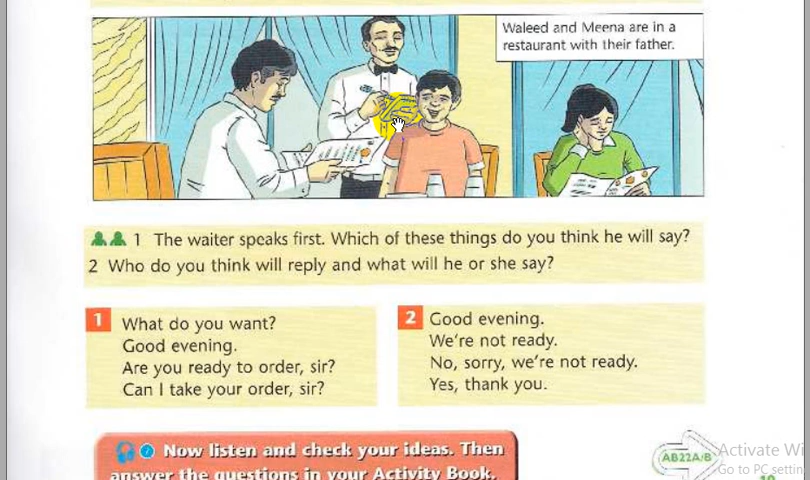 Waleed and Meena are in a
restaurant with their father.
1 The waiter speaks first. Which of these things do you think he will say?
2 Who do you think will reply and what will he or she say?
1 What do you want?
Good evening.
Are you ready to order, sir?
Can I take your order, sir?
2 Good evening.
We're not ready.
No, sorry, we're not ready.
Yes, thank you.
Now listen and check your ideas. Then
answer the questions in your Activity Book.
AB22A/B
Activate Wi
Go to PC settin